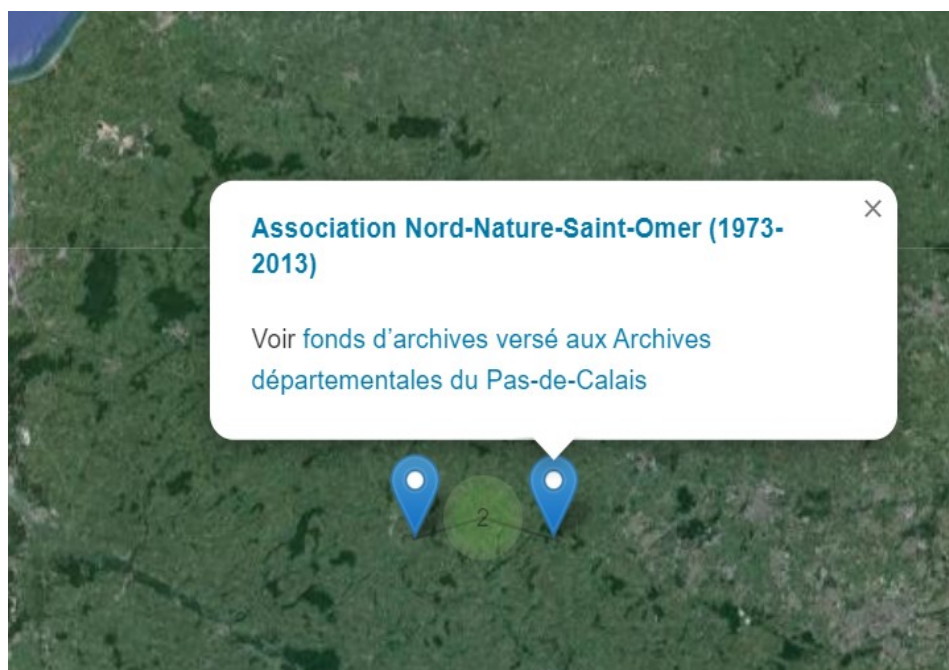 Association Nord-Nature-Saint-Omer (1973-
2013)
×
Voir fonds d’archives versé aux Archives
départementales du Pas-de-Calais
2